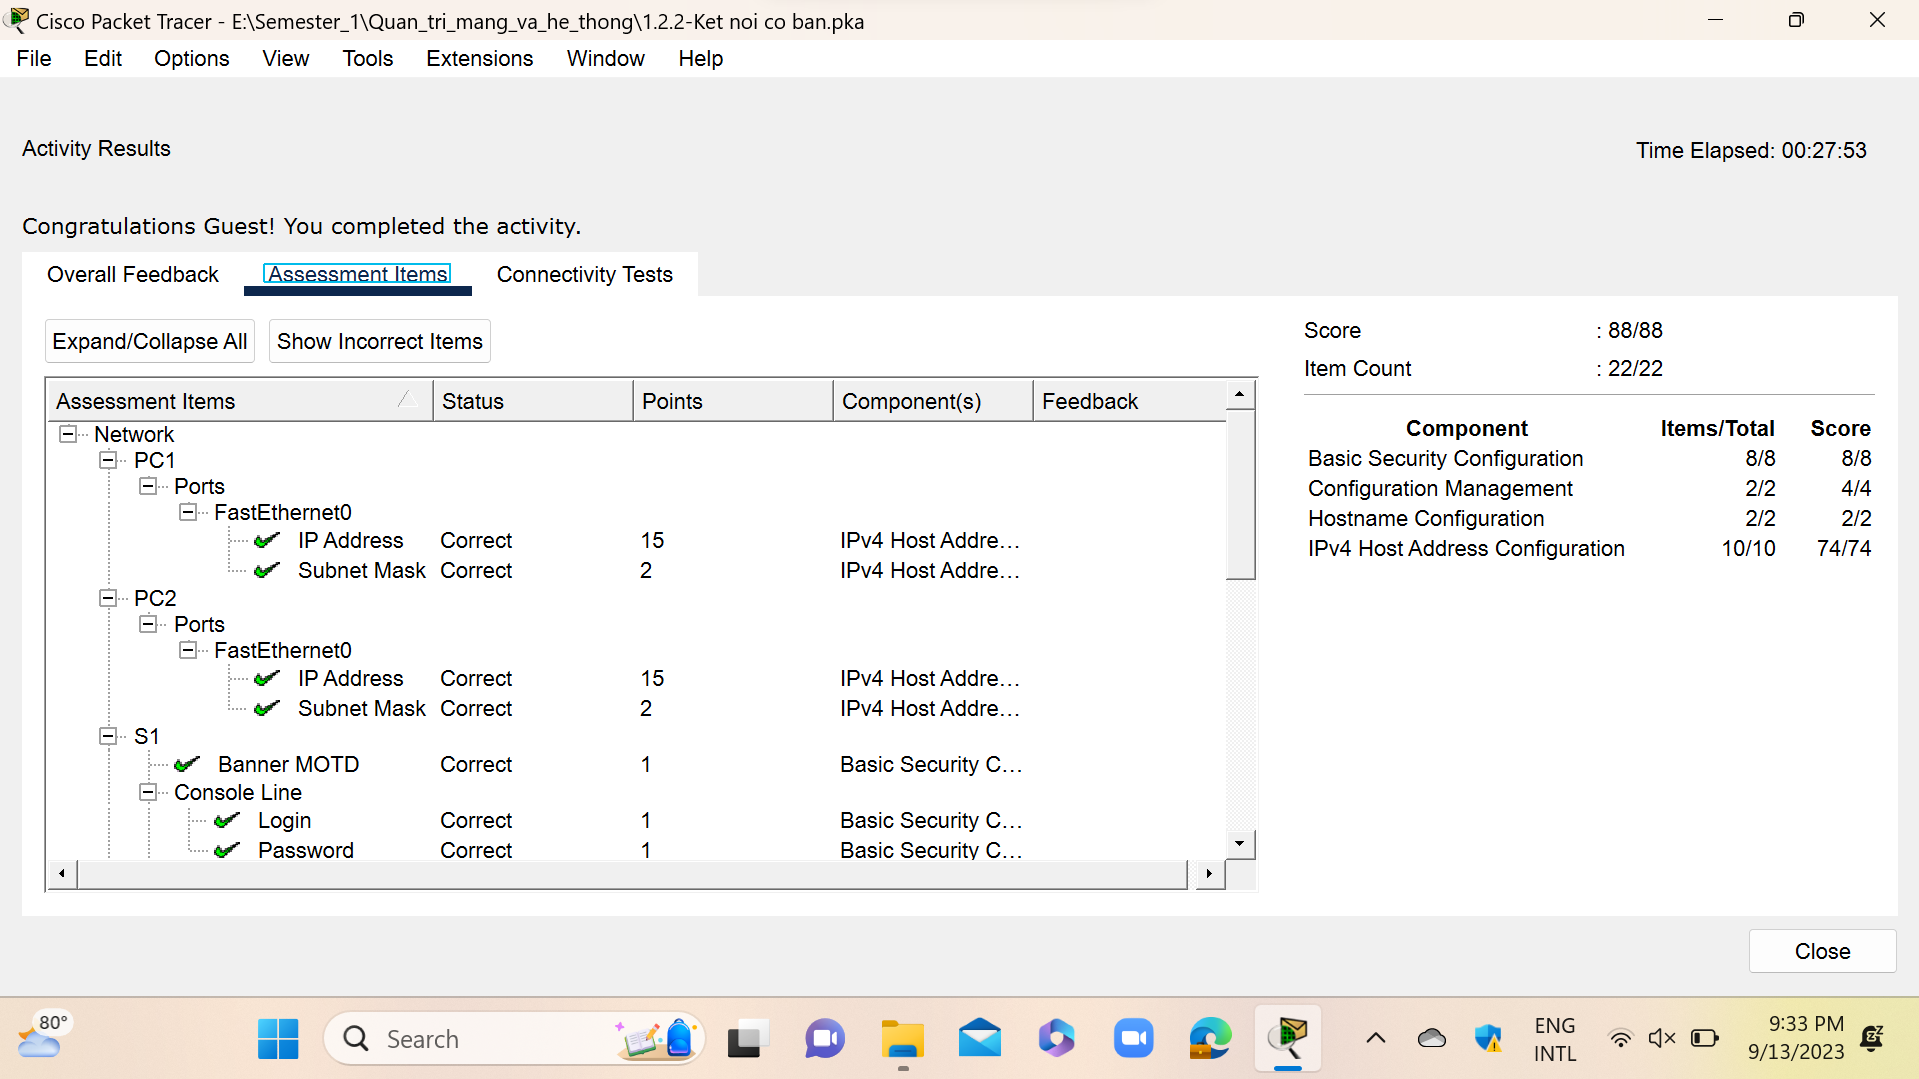 Cisco Packet Tracer - E:\Semester_1\Quan_tri_mang_va_he_thong\1.2.2-Ket noi co ban.pka
File Edit Options View Tools Extensions Window Help
Activity Results
Time Elapsed: 00:27:53
Congratulations Guest! You completed the activity.
Overall Feedback Assessment Items Connectivity Tests
Expand/Collapse All Show Incorrect Items
Assessment Items Status Points Component(s) Feedback
Network
PC1
Ports
FastEthernet0
IP Address Correct 15 IPv4 Host Addre...
Subnet Mask Correct 2 IPv4 Host Addre...
PC2
Ports
FastEthernet0
IP Address Correct 15 IPv4 Host Addre...
Subnet Mask Correct 2 IPv4 Host Addre...
S1
Banner MOTD Correct 1 Basic Security C...
Console Line
Login Correct 1 Basic Security C...
Password Correct 1 Basic Security C...
Score : 88/88
Item Count : 22/22
Component Items/Total Score
Basic Security Configuration 8/8 8/8
Configuration Management 2/2 4/4
Hostname Configuration 2/2 2/2
IPv4 Host Address Configuration 10/10 74/74
Close
80°
Search
ENG
INTL
9:33 PM
9/13/2023